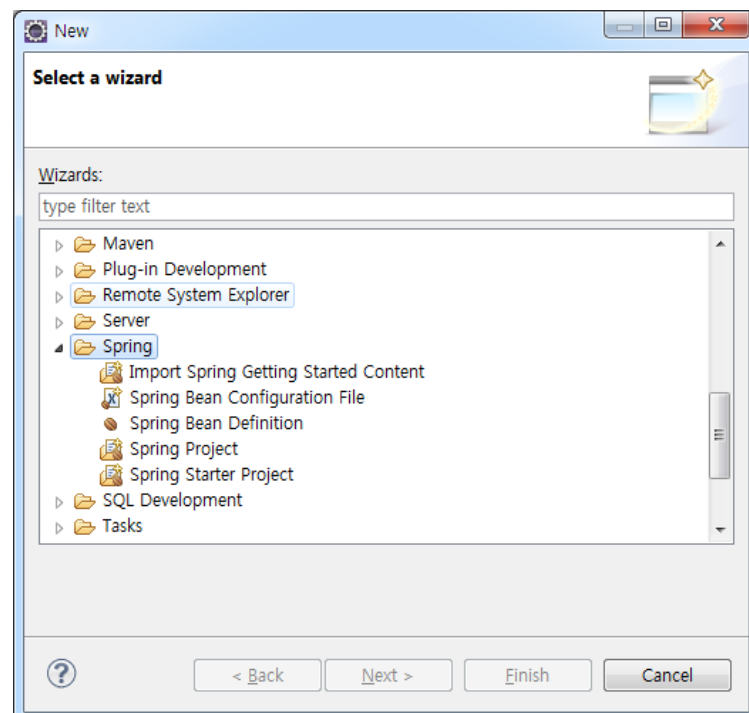 New
Select a wizard
Wizards:
type filter text
Maven
Plug-in Development
Remote System Explorer
Server
Spring
Import Spring Getting Started Content
Spring Bean Configuration File
Spring Bean Definition
Spring Project
Spring Starter Project
SQL Development
Tasks
< Back Next > Finish Cancel